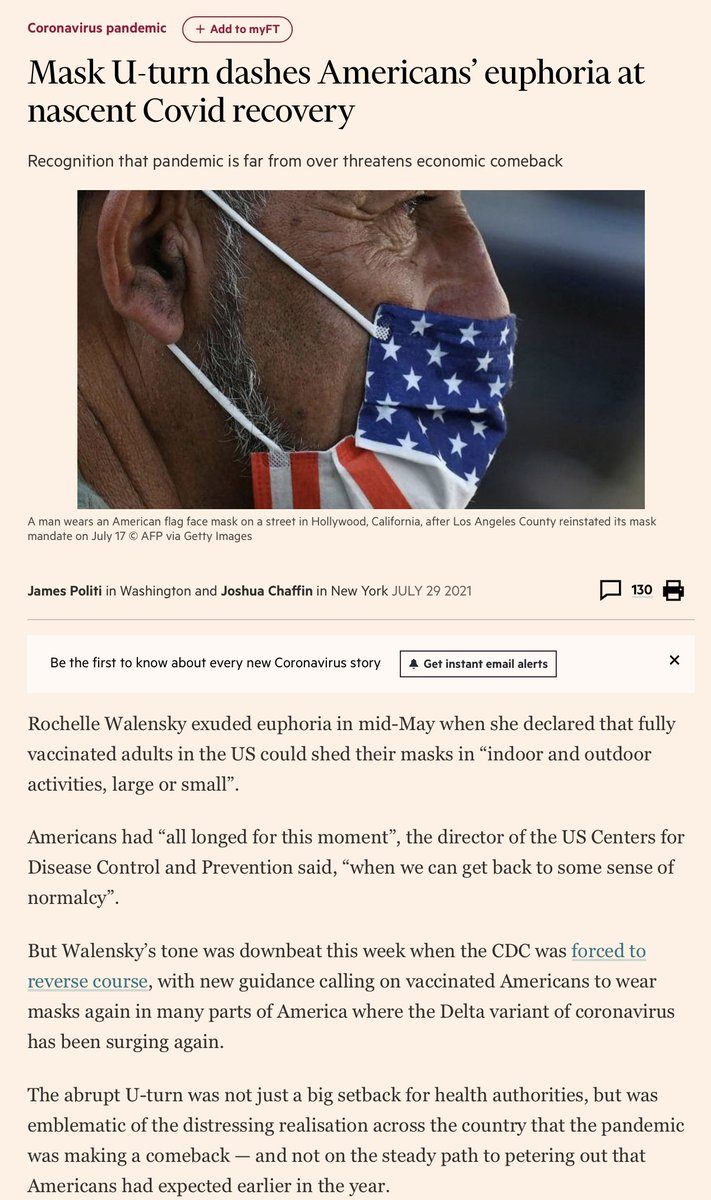 Coronavirus pandemic + Add to myFT
Mask U-turn dashes Americans’ euphoria at
nascent Covid recovery
Recognition that pandemic is far from over threatens economic comeback
A man wears an American flag face mask on a street in Hollywood, California, after Los Angeles County reinstated its mask
mandate on July 17 © AFP via Getty Images
James Politi in Washington and Joshua Chaffin in New York JULY 29 2021 130
Be the first to know about every new Coronavirus story Get instant email alerts ×
Rochelle Walensky exuded euphoria in mid-May when she declared that fully
vaccinated adults in the US could shed their masks in “indoor and outdoor
activities, large or small”.
Americans had “all longed for this moment”, the director of the US Centers for
Disease Control and Prevention said, “when we can get back to some sense of
normalcy”.
But Walensky’s tone was downbeat this week when the CDC was forced to
reverse course, with new guidance calling on vaccinated Americans to wear
masks again in many parts of America where the Delta variant of coronavirus
has been surging again.
The abrupt U-turn was not just a big setback for health authorities, but was
emblematic of the distressing realisation across the country that the pandemic
was making a comeback — and not on the steady path to petering out that
Americans had expected earlier in the year.